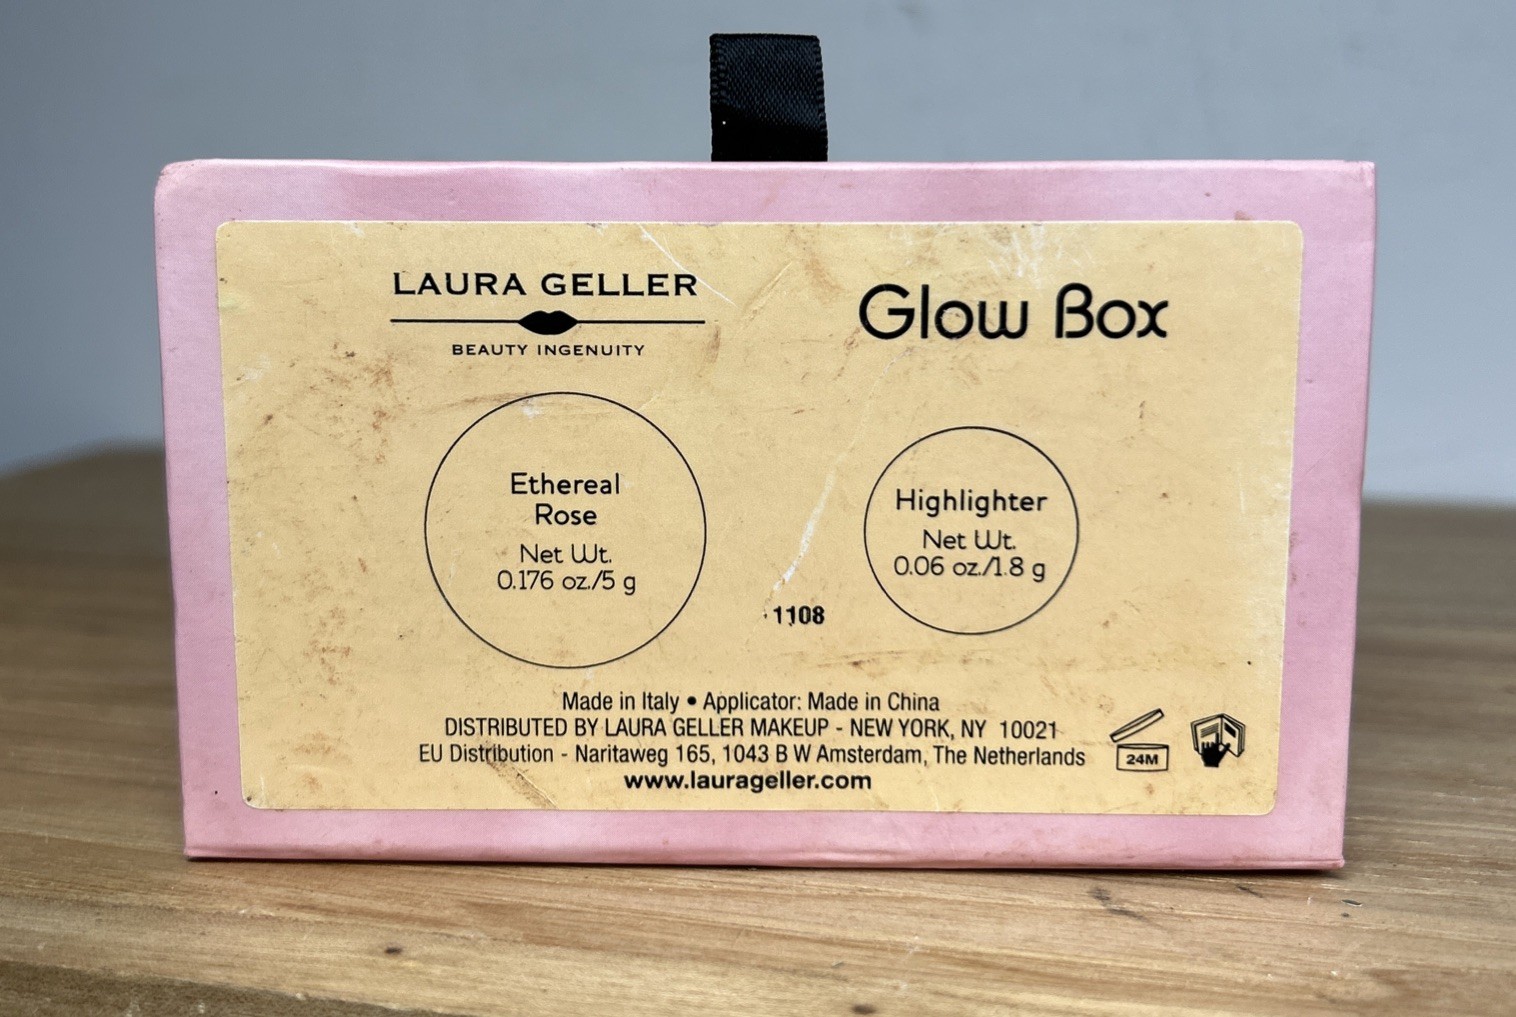 LAURA GELLER
BEAUTY INGENUITY
Glow Box
Ethereal
Rose
Net Wt.
0.176 oz./5 g
Highlighter
Net Wt.
0.06 oz./1.8 g
1108
Made in Italy • Applicator: Made in China
DISTRIBUTED BY LAURA GELLER MAKEUP - NEW YORK, NY 10021
EU Distribution - Naritaweg 165, 1043 B W Amsterdam, The Netherlands
www.laurageller.com
24M